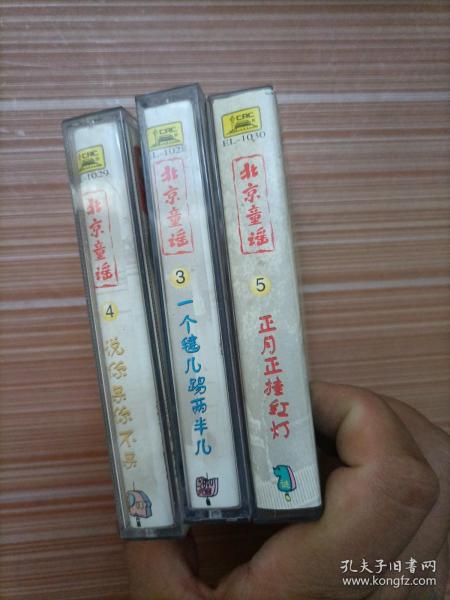 CRC
-1029
北京童谣
4
说你呆你不呆
CRC
EL-1028
北京童谣
3
一个毽儿踢两半儿
CRC
EL-1030
北京童谣
5
正月正挂红灯
孔夫子旧书网
www.kongfz.com